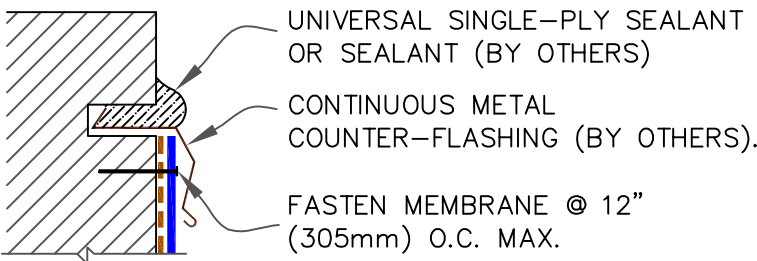 UNIVERSAL SINGLE–PLY SEALANT
OR SEALANT (BY OTHERS)
CONTINUOUS METAL
COUNTER–FLASHING (BY OTHERS).
FASTEN MEMBRANE @ 12”
(305mm) O.C. MAX.